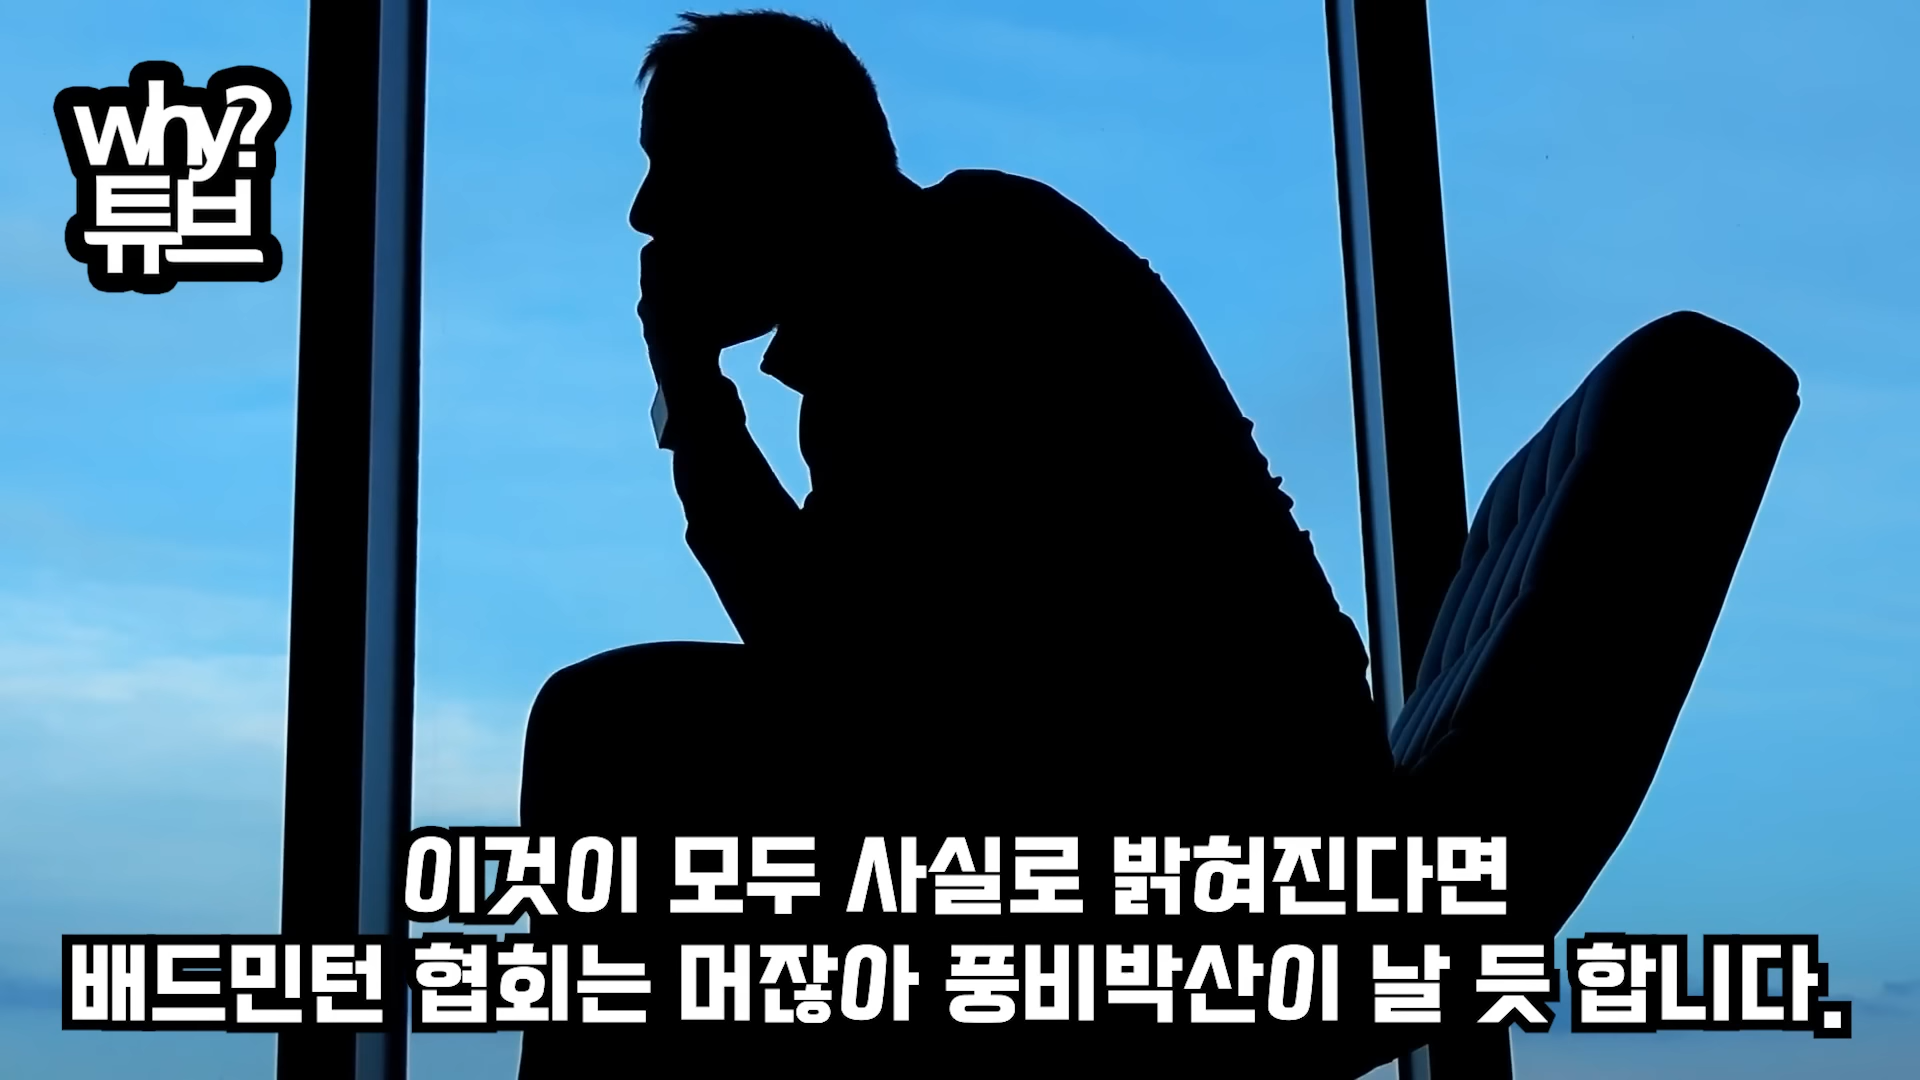 why?
튜브
이것이 모두 사실로 밝혀진다면
배드민턴 협회는 머잖아 풍비박산이 날 듯 합니다.